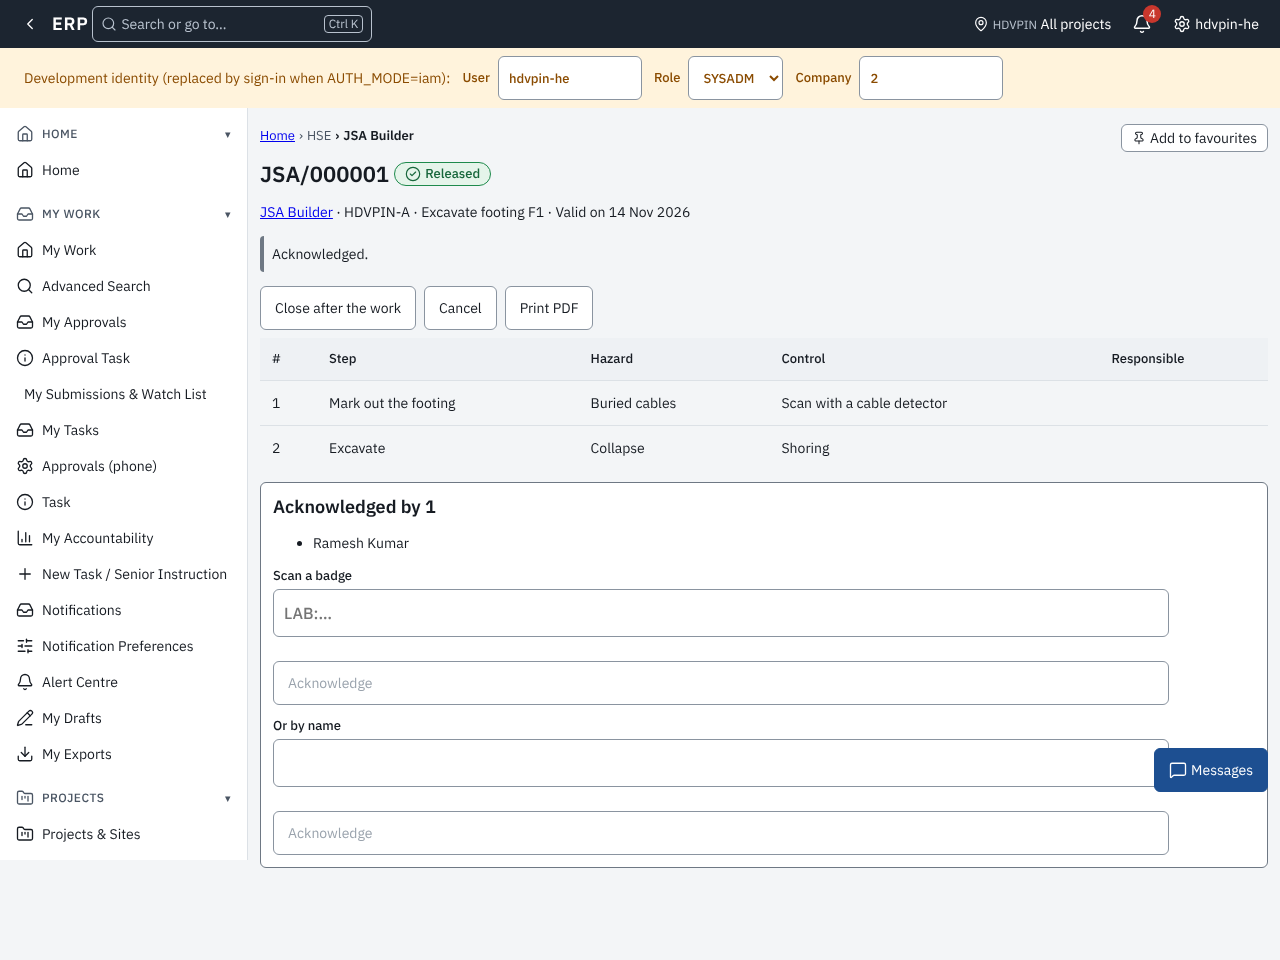 ERP
Search or go to...
Ctrl K
HDVPIN All projects
4
hdvpin-he
Development identity (replaced by sign-in when AUTH_MODE=iam):
User
hdvpin-he
Role
SYSADM
Company
2
HOME
Home
MY WORK
My Work
Advanced Search
My Approvals
Approval Task
My Submissions & Watch List
My Tasks
Approvals (phone)
Task
My Accountability
New Task / Senior Instruction
Notifications
Notification Preferences
Alert Centre
My Drafts
My Exports
PROJECTS
Projects & Sites
Home › HSE › JSA Builder
Add to favourites
JSA/000001
Released
JSA Builder · HDVPIN-A · Excavate footing F1 · Valid on 14 Nov 2026
Acknowledged.
Close after the work
Cancel
Print PDF
# Step Hazard Control Responsible
1 Mark out the footing Buried cables Scan with a cable detector
2 Excavate Collapse Shoring
Acknowledged by 1
Ramesh Kumar
Scan a badge
LAB:...
Acknowledge
Or by name
Messages
Acknowledge